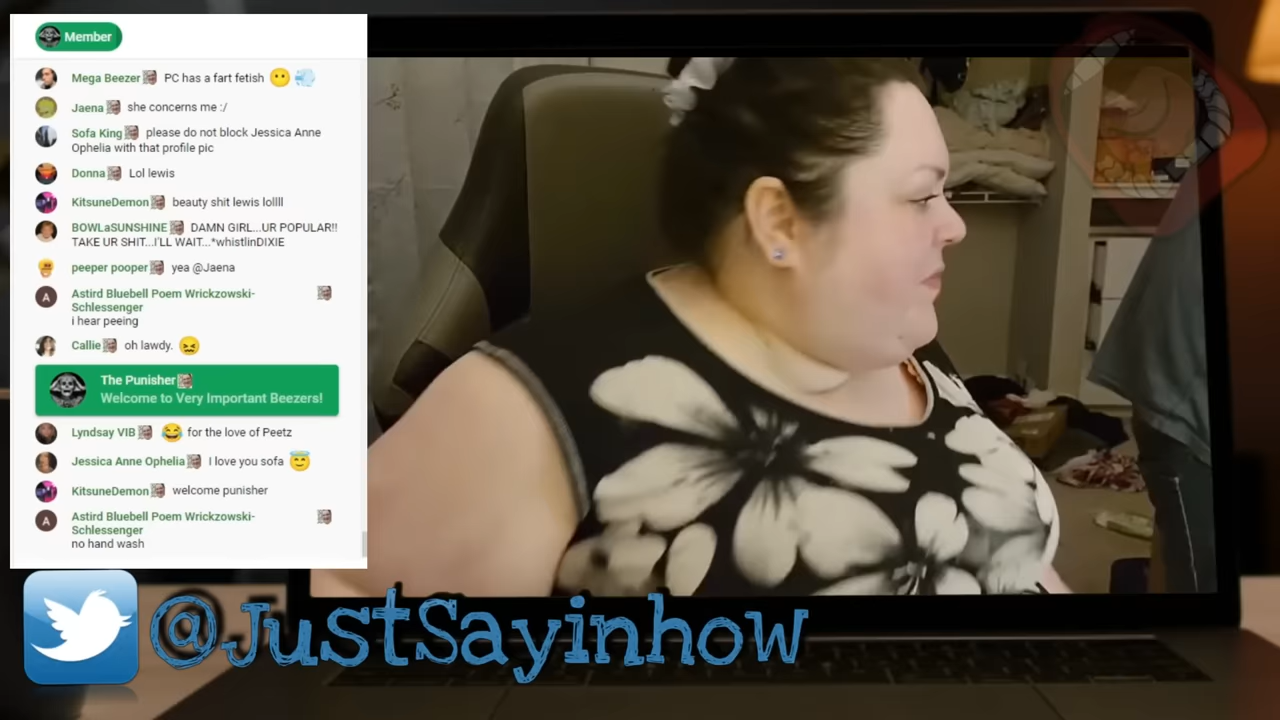 Member
Mega Beezer PC has a fart fetish
Jaena she concerns me :/
Sofa King please do not block Jessica Anne
Ophelia with that profile pic
Donna Lol lewis
KitsuneDemon beauty shit lewis lollll
BOWLaSUNSHINE DAMN GIRL...UR POPULAR!!
TAKE UR SHIT...I'LL WAIT...*whistlinDIXIE
peeper pooper yea @Jaena
A
Astird Bluebell Poem Wrickzowski-
Schlessenger
i hear peeing
Callie oh lawdy.
The Punisher
Welcome to Very Important Beezers!
Lyndsay VIB for the love of Peetz
Jessica Anne Ophelia I love you sofa
KitsuneDemon welcome punisher
A
Astird Bluebell Poem Wrickzowski-
Schlessenger
no hand wash
@JustSayinhow